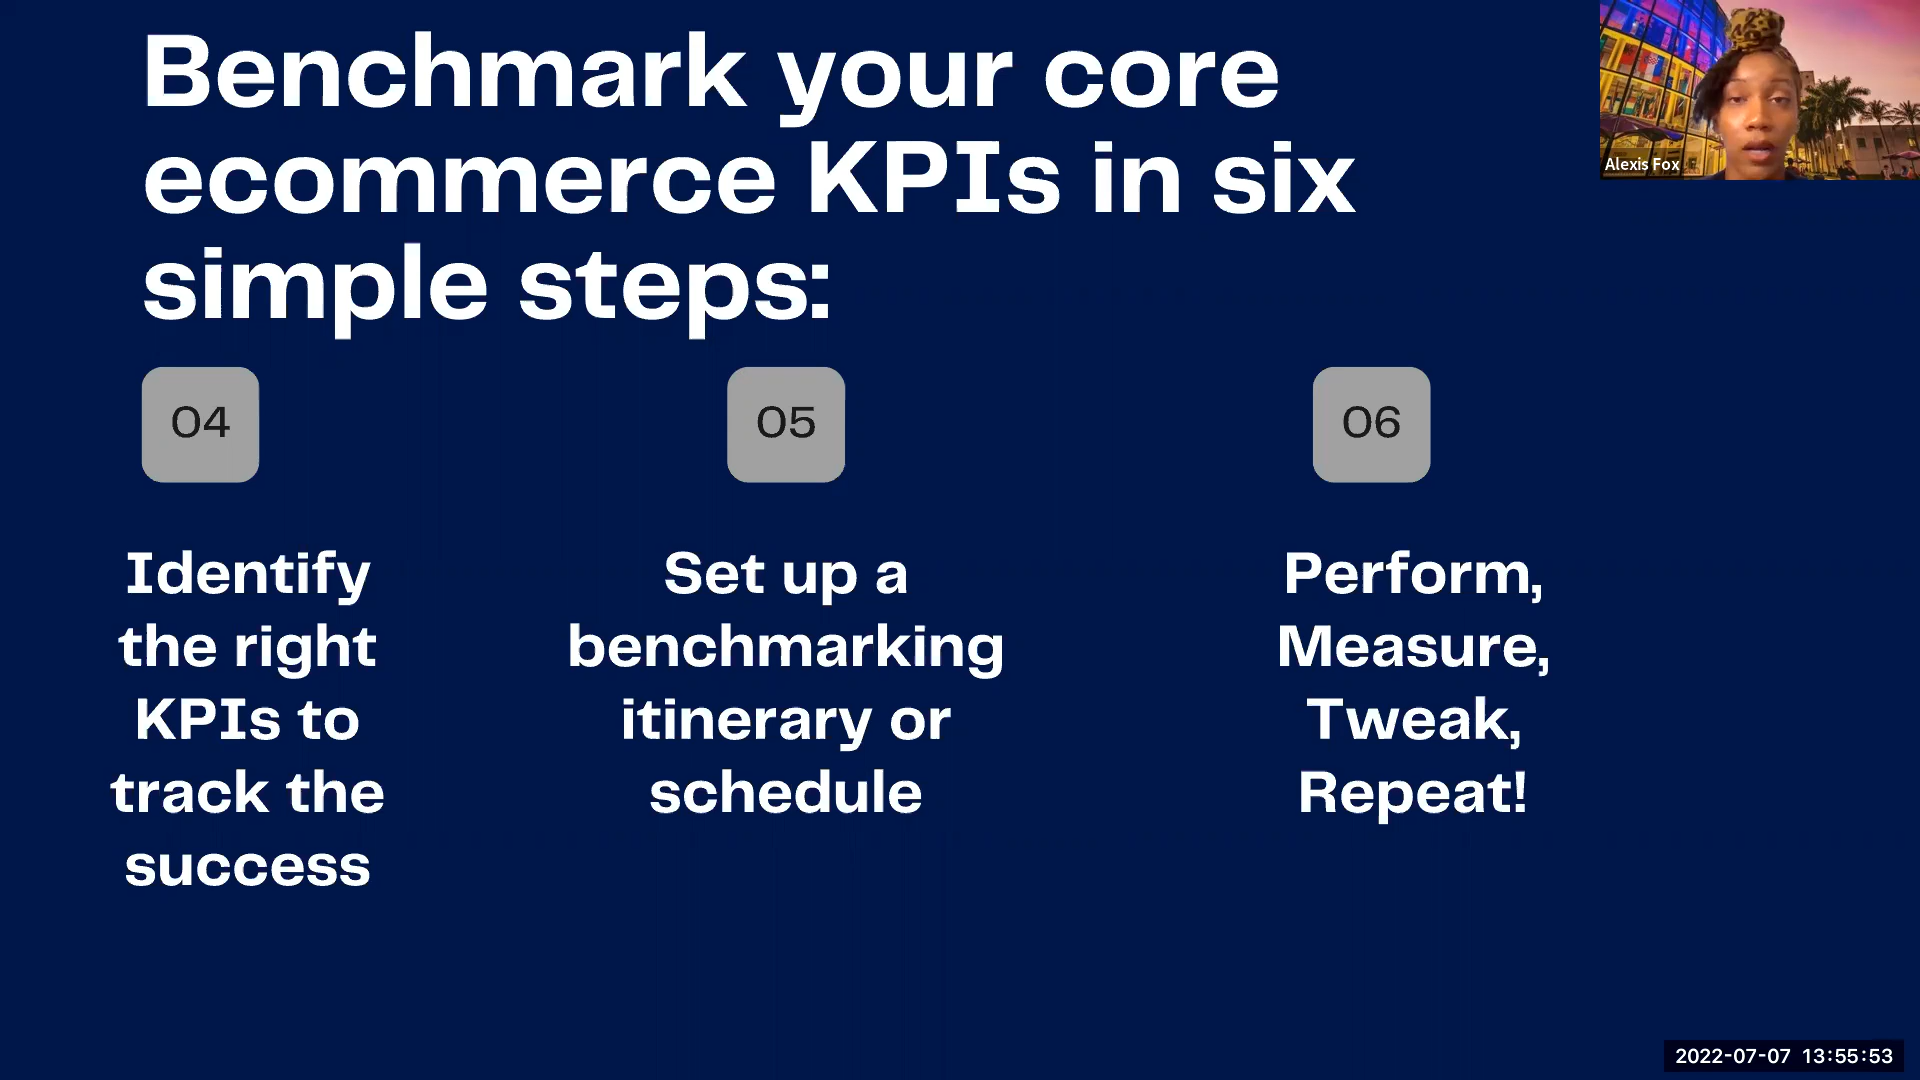 Benchmark your core
ecommerce KPIs in six
simple steps:
Alexis Fox
04
Identify
the right
KPIs to
track the
success
05
Set up a
benchmarking
itinerary or
schedule
06
Perform,
Measure,
Tweak,
Repeat!
2022-07-07 13:55:53